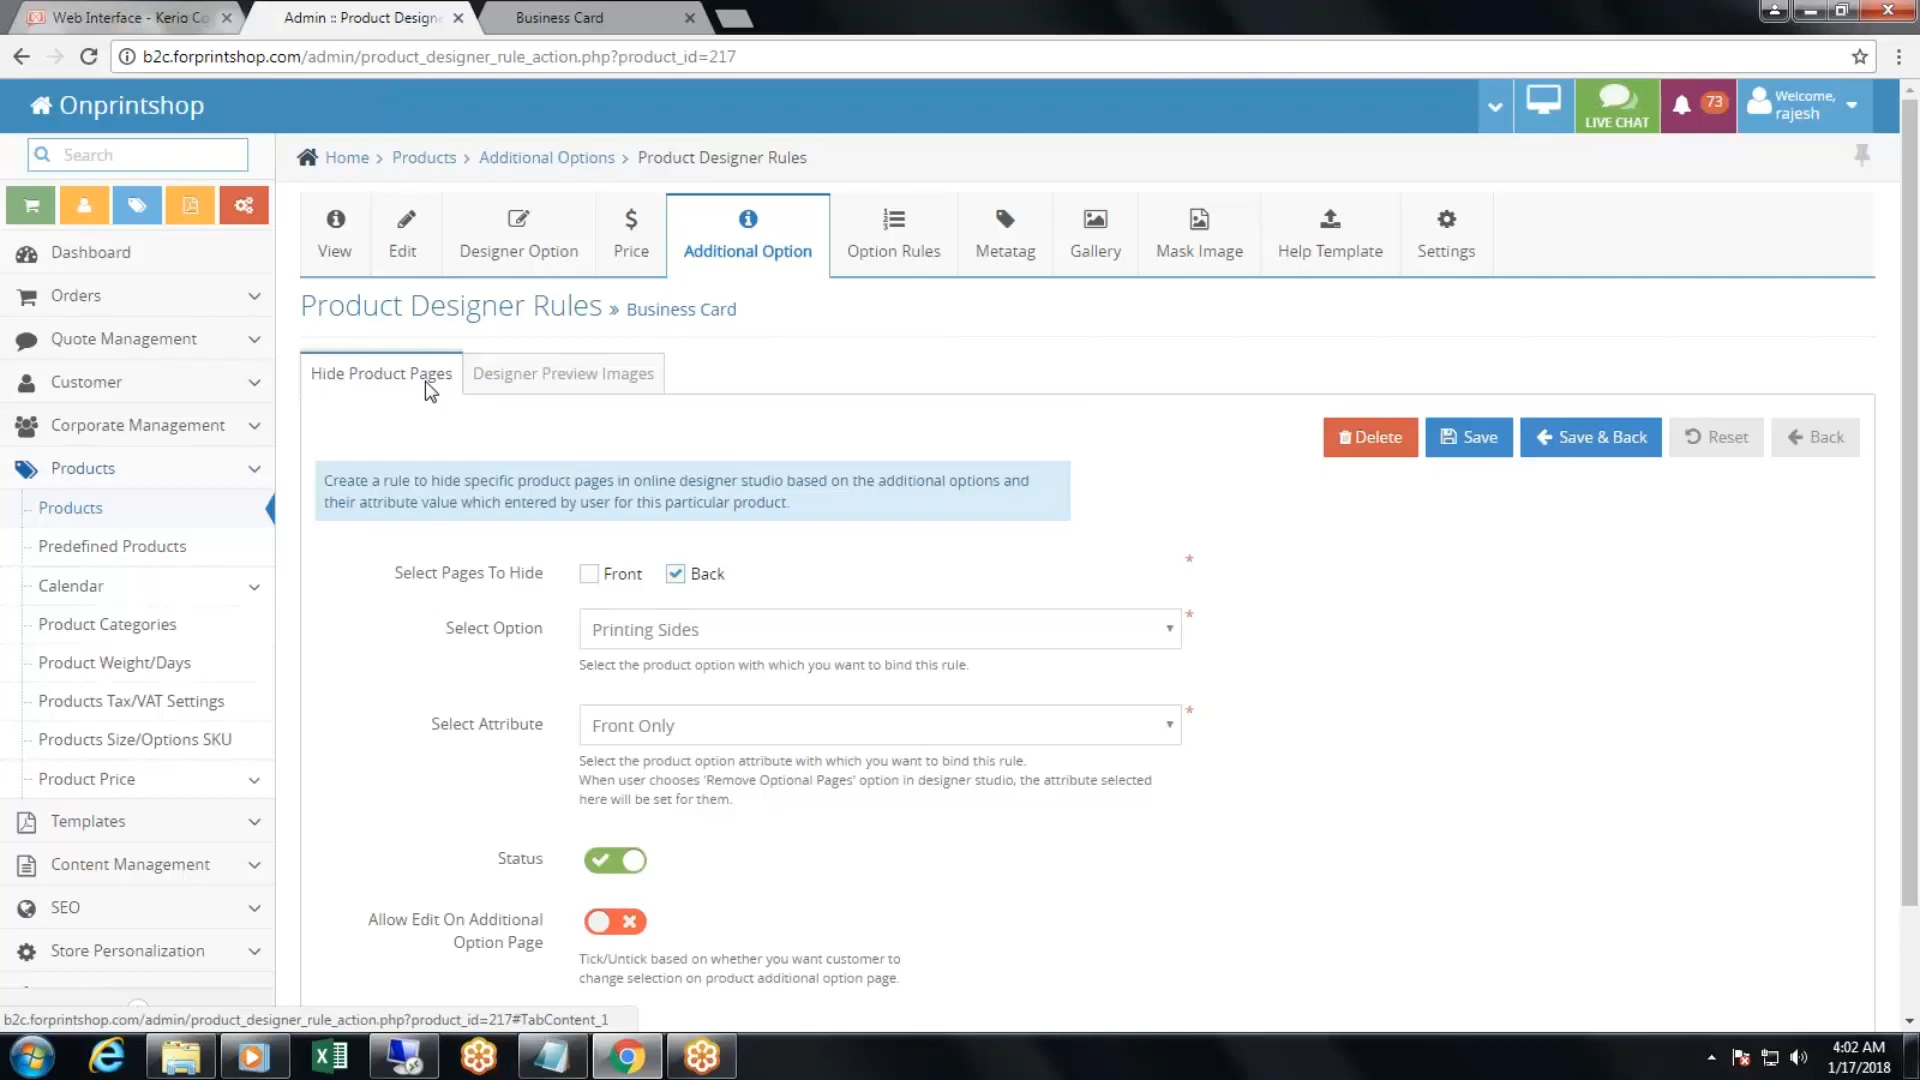 Web Interface - Kerio Co
Admin :: Product Design
Business Card
b2c.forprintshop.com/admin/product_designer_rule_action.php?product_id=217
Onprintshop
LIVE CHAT
73
Welcome,
rajesh
Search
Home > Products > Additional Options > Product Designer Rules
View
Edit
Designer Option
Price
Additional Option
Option Rules
Metatag
Gallery
Mask Image
Help Template
Settings
Product Designer Rules » Business Card
Hide Product Pages
Designer Preview Images
Delete
Save
Save & Back
Reset
Back
Create a rule to hide specific product pages in online designer studio based on the additional options and
their attribute value which entered by user for this particular product.
Select Pages To Hide
Front
Back
*
Select Option
Printing Sides
*
Select the product option with which you want to bind this rule.
Select Attribute
Front Only
*
Select the product option attribute with which you want to bind this rule.
When user chooses 'Remove Optional Pages' option in designer studio, the attribute selected
here will be set for them.
Status
Allow Edit On Additional
Option Page
Tick/Untick based on whether you want customer to
change selection on product additional option page.
Dashboard
Orders
Quote Management
Customer
Corporate Management
Products
Products
Predefined Products
Calendar
Product Categories
Product Weight/Days
Products Tax/VAT Settings
Products Size/Options SKU
Product Price
Templates
Content Management
SEO
Store Personalization
b2c.forprintshop.com/admin/product_designer_rule_action.php?product_id=217#TabContent_1
4:02 AM
1/17/2018